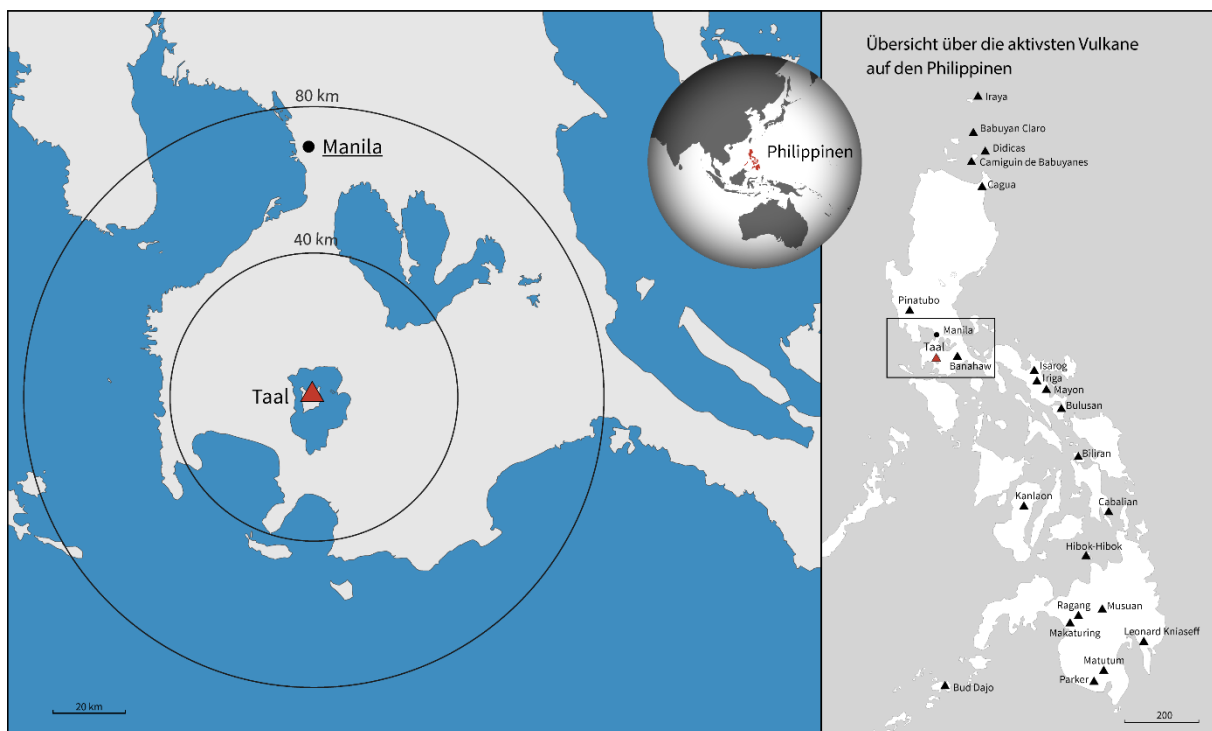 80 km
Manila
40 km
Taal
20 km
Philippinen
Übersicht über die aktivsten Vulkane
auf den Philippinen
Iraya
Babuyan Claro
Didicas
Camiguin de Babuyanes
Cagua
Pinatubo
Manila
Taal
Banahaw
Isarog
Iriga
Mayon
Bulusan
Biliran
Kanlaon
Cabalian
Hibok-Hibok
Ragang
Musuan
Makaturing
Leonard Kniaseff
Matutum
Parker
Bud Dajo
200